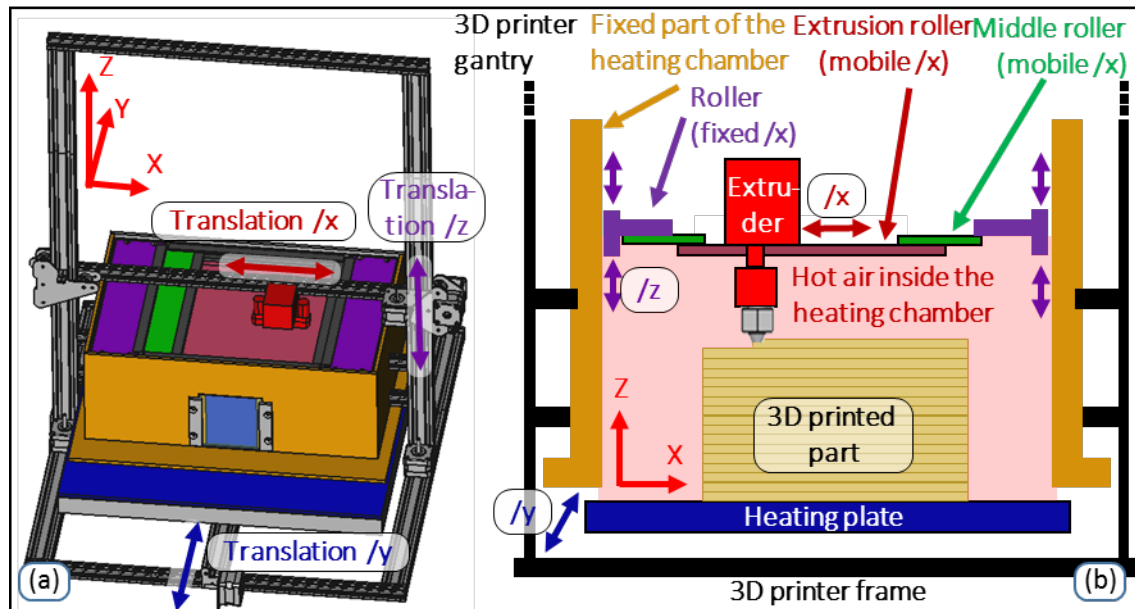 Z
Y
X
Translation /x
Transla-
tion /z
Translation /y
(a)
3D printer
gantry
Fixed part of the
heating chamber
Extrusion roller
(mobile /x)
Middle roller
(mobile /x)
Roller
(fixed /x)
Extru-
der
/x
/z
Hot air inside the
heating chamber
Z
X
3D printed
part
/y
Heating plate
3D printer frame
(b)